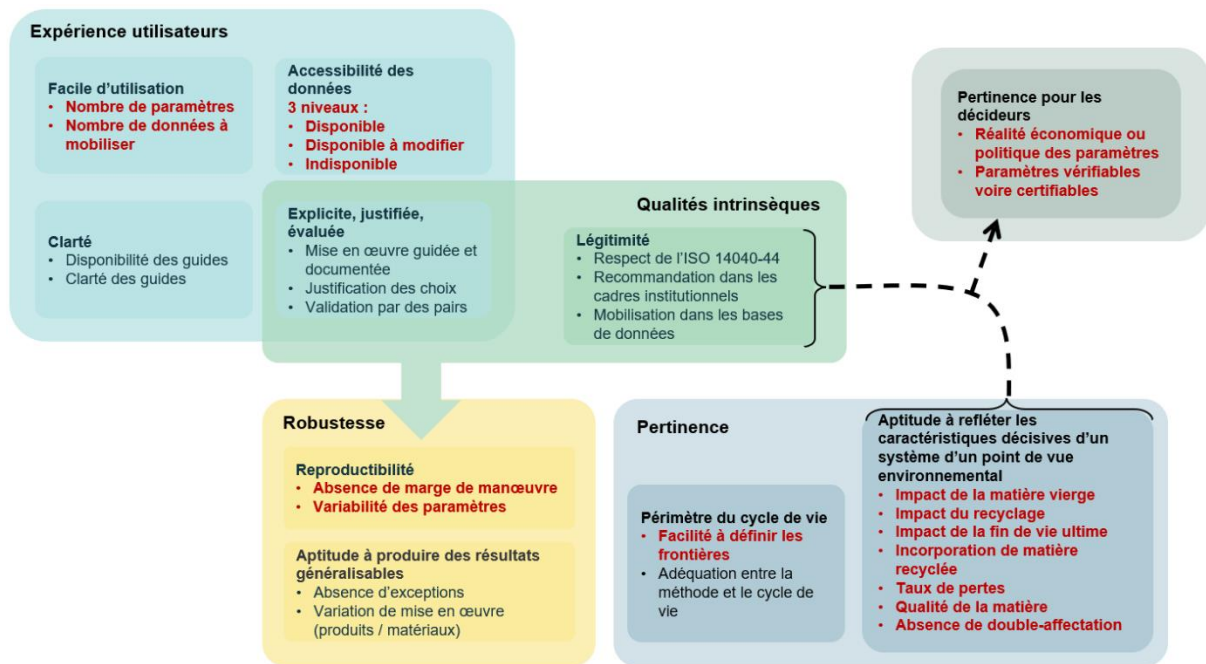 Expérience utilisateurs
Facile d'utilisation
• Nombre de paramètres
• Nombre de données à
mobiliser
Accessibilité des
données
3 niveaux :
• Disponible
• Disponible à modifier
• Indisponible
Clarté
• Disponibilité des guides
• Clarté des guides
Explicite, justifiée,
évaluée
• Mise en œuvre guidée et
documentée
• Justification des choix
• Validation par des pairs
Qualités intrinsèques
Légitimité
• Respect de l'ISO 14040-44
• Recommandation dans les
cadres institutionnels
• Mobilisation dans les bases
de données
Pertinence pour les
décideurs
• Réalité économique ou
politique des paramètres
• Paramètres vérifiables
voire certifiables
Robustesse
Reproductibilité
• Absence de marge de manœuvre
• Variabilité des paramètres
Aptitude à produire des résultats
généralisables
• Absence d'exceptions
• Variation de mise en œuvre
(produits / matériaux)
Pertinence
Périmètre du cycle de vie
• Facilité à définir les
frontières
• Adéquation entre la
méthode et le cycle de
vie
Aptitude à refléter les
caractéristiques décisives d'un
système d'un point de vue
environnemental
• Impact de la matière vierge
• Impact du recyclage
• Impact de la fin de vie ultime
• Incorporation de matière
recyclée
• Taux de pertes
• Qualité de la matière
• Absence de double-affectation